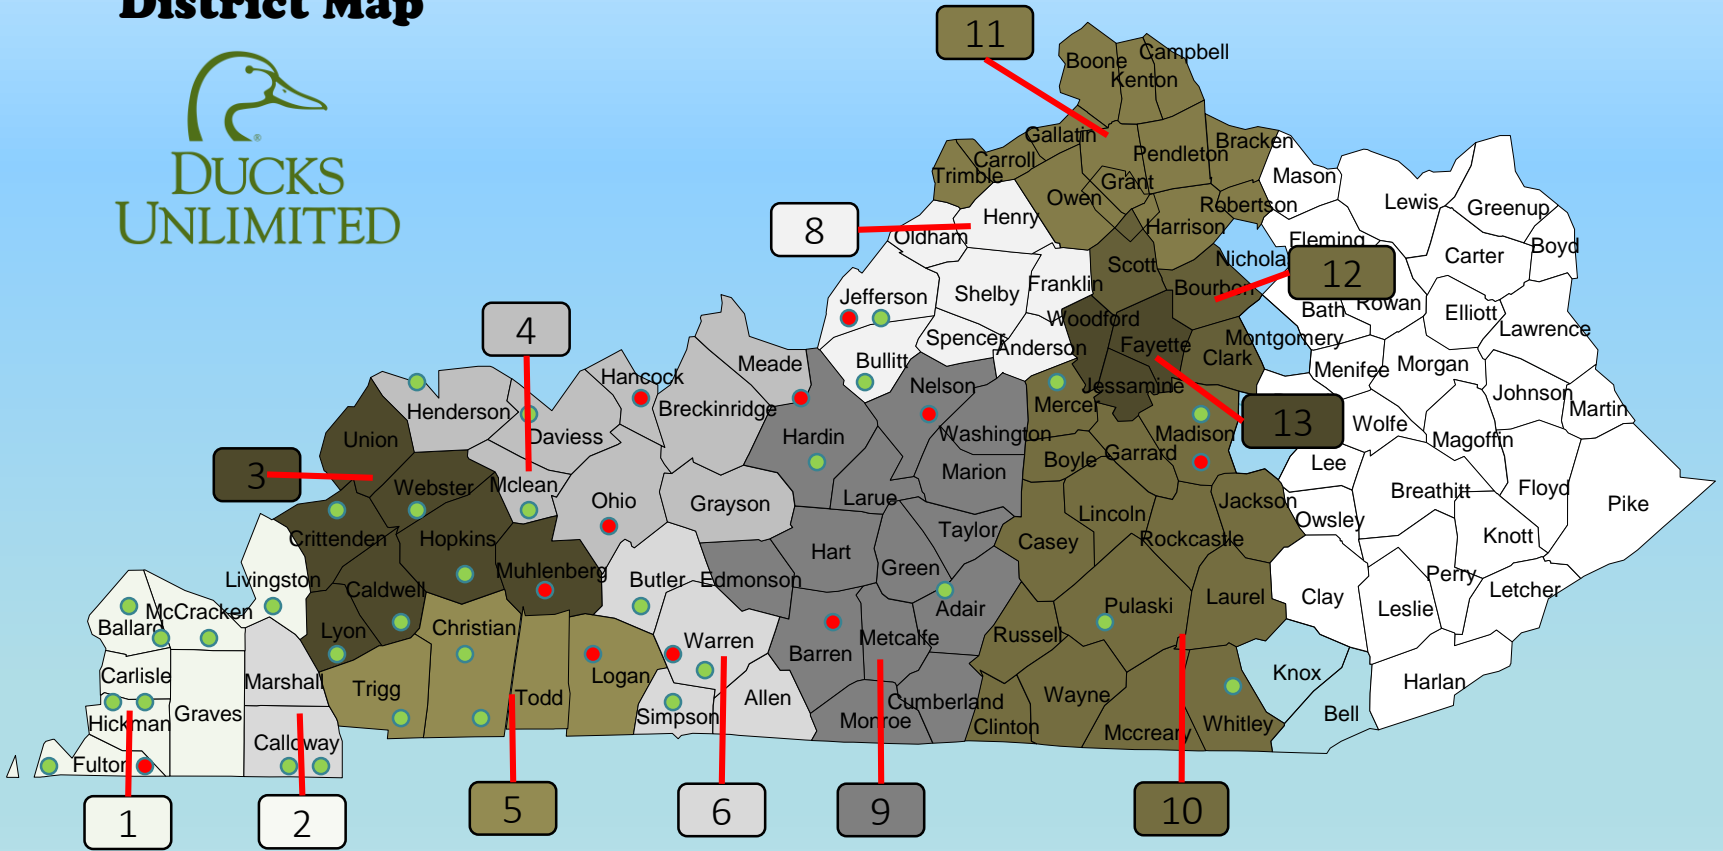 District Map
11
Boone
Campbell
Kenton
DUCKS
UNLIMITED
®
Gallatin
Carroll
Trimble
Pendleton
Bracken
Grant
Owen
Robertson
Harrison
Mason
Lewis
Greenup
Fleming
Carter
Boyd
8
Henry
Oldham
Scott
Nichola
12
Bourbon
Jefferson
Shelby
Franklin
Bath
Rowan
Elliott
Lawrence
4
Woodford
Spencer
Anderson
Fayette
Montgomery
Clark
Bullitt
Meade
Menifee
Morgan
Hancock
Nelson
Jessamine
Johnson
Martin
Henderson
Breckinridge
Mercer
13
Wolfe
Union
Daviess
Hardin
Washington
Madison
Magoffin
3
Webster
Mclean
Marion
Boyle
Garrard
Lee
Ohio
Grayson
Larue
Lincoln
Jackson
Breathitt
Floyd
Pike
Crittenden
Hopkins
Taylor
Casey
Rockcastle
Owsley
Knott
Livingston
Caldwell
Muhlenberg
Butler
Edmonson
Hart
Green
Perry
Letcher
McCracken
Ballard
Lyon
Christian
Warren
Barren
Metcalfe
Adair
Russell
Pulaski
Laurel
Clay
Leslie
Carlisle
Marshall
Trigg
Todd
Logan
Allen
Cumberland
Wayne
Knox
Harlan
Hickman
Graves
Simpson
Monroe
Clinton
Mccreary
Whitley
Bell
Fulton
Calloway
1
2
5
6
9
10